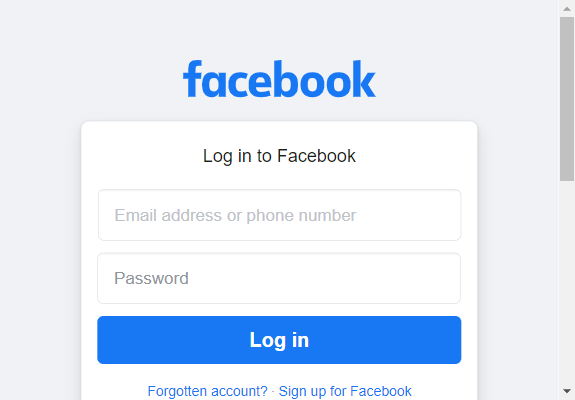 facebook
Log in to Facebook
Email address or phone number
Password
Log in
Forgotten account? · Sign up for Facebook